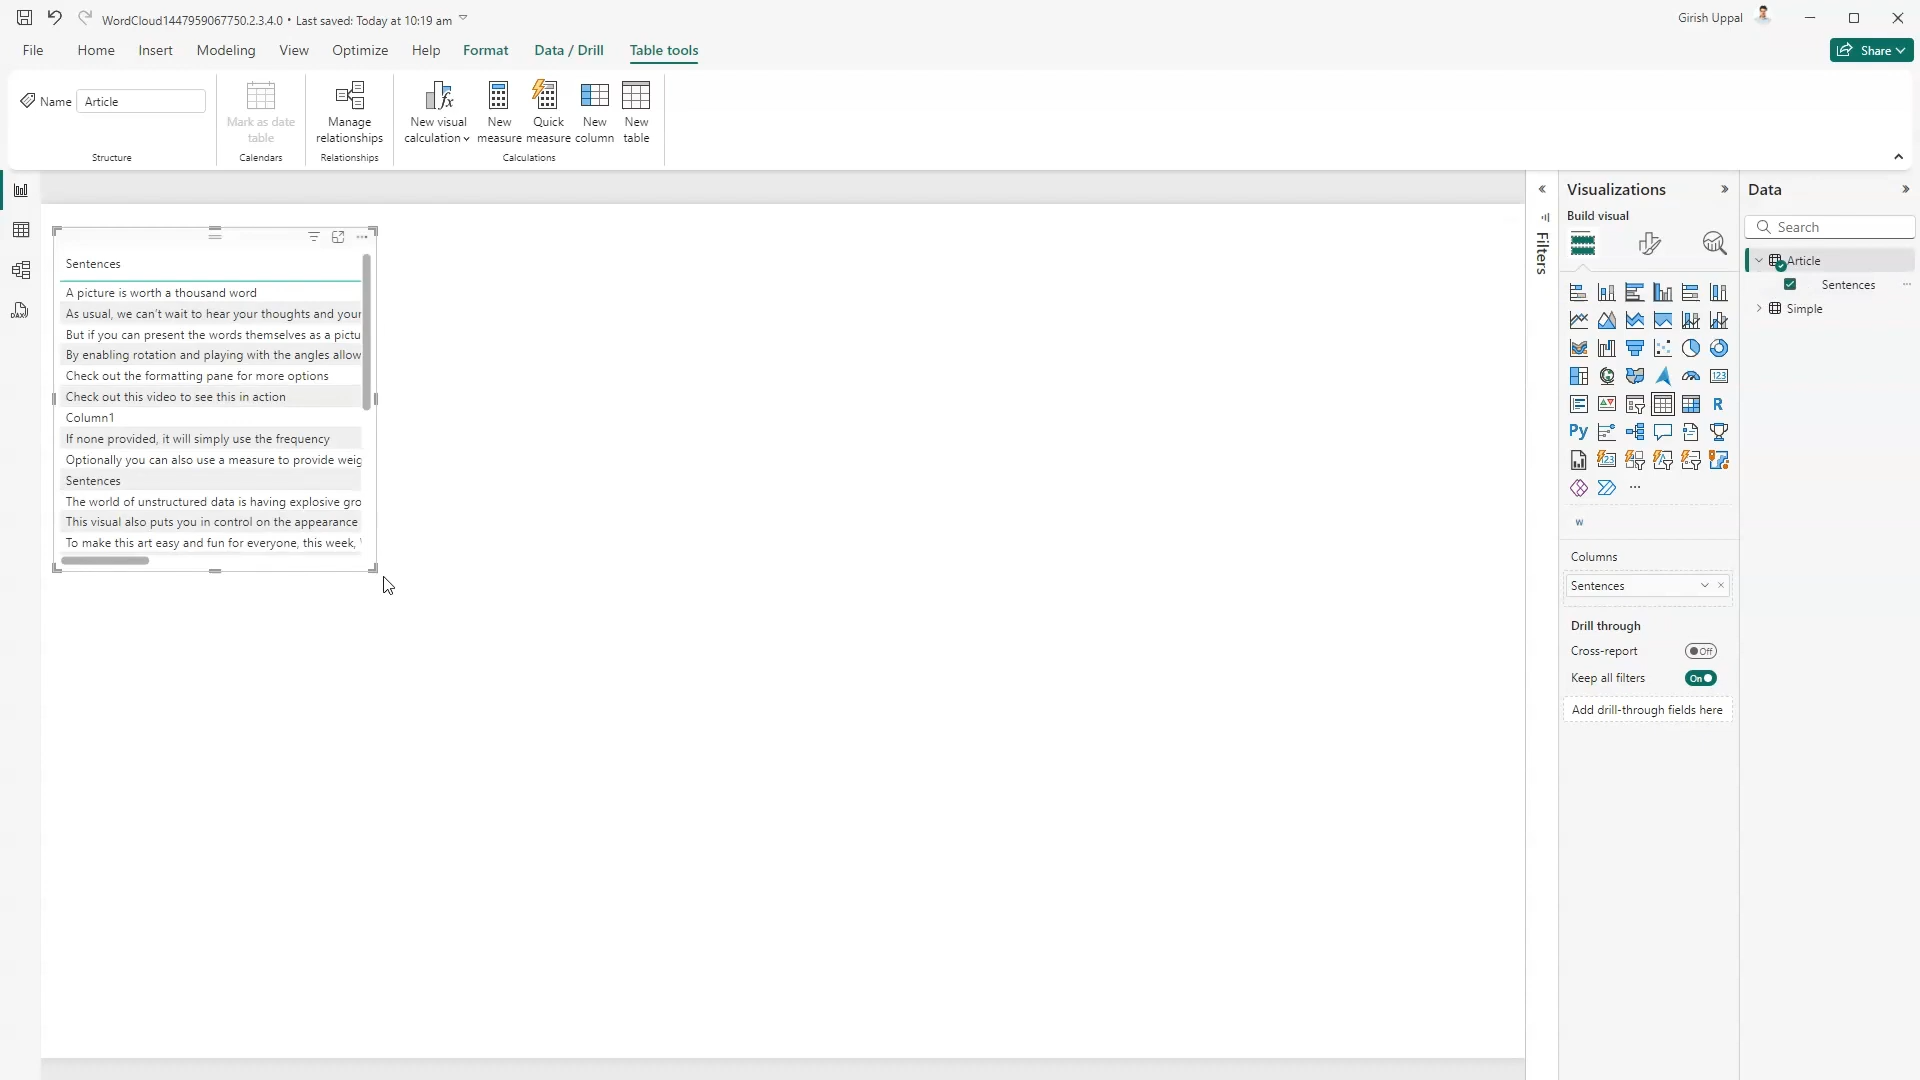 WordCloud1447959067750.2.3.4.0 • Last saved: Today at 10:19 am
Girish Uppal
File Home Insert Modeling View Optimize Help Format Data / Drill Table tools
Share
Name Article
Mark as date
table
Manage
relationships
New visual
calculation
New
measure
Quick
measure
New
column
New
table
Structure Calendars Relationships Calculations
Sentences
A picture is worth a thousand word
As usual, we can't wait to hear your thoughts and your
But if you can present the words themselves as a pictu
By enabling rotation and playing with the angles allow
Check out the formatting pane for more options
Check out this video to see this in action
Column1
If none provided, it will simply use the frequency
Optionally you can also use a measure to provide weig
Sentences
The world of unstructured data is having explosive gro
This visual also puts you in control on the appearance
To make this art easy and fun for everyone, this week,
Filters
Visualizations
Build visual
123
R
Py
123
W
Columns
Sentences
Drill through
Cross-report Off
Keep all filters On
Add drill-through fields here
Data
Search
Article
Sentences
Simple
DAX